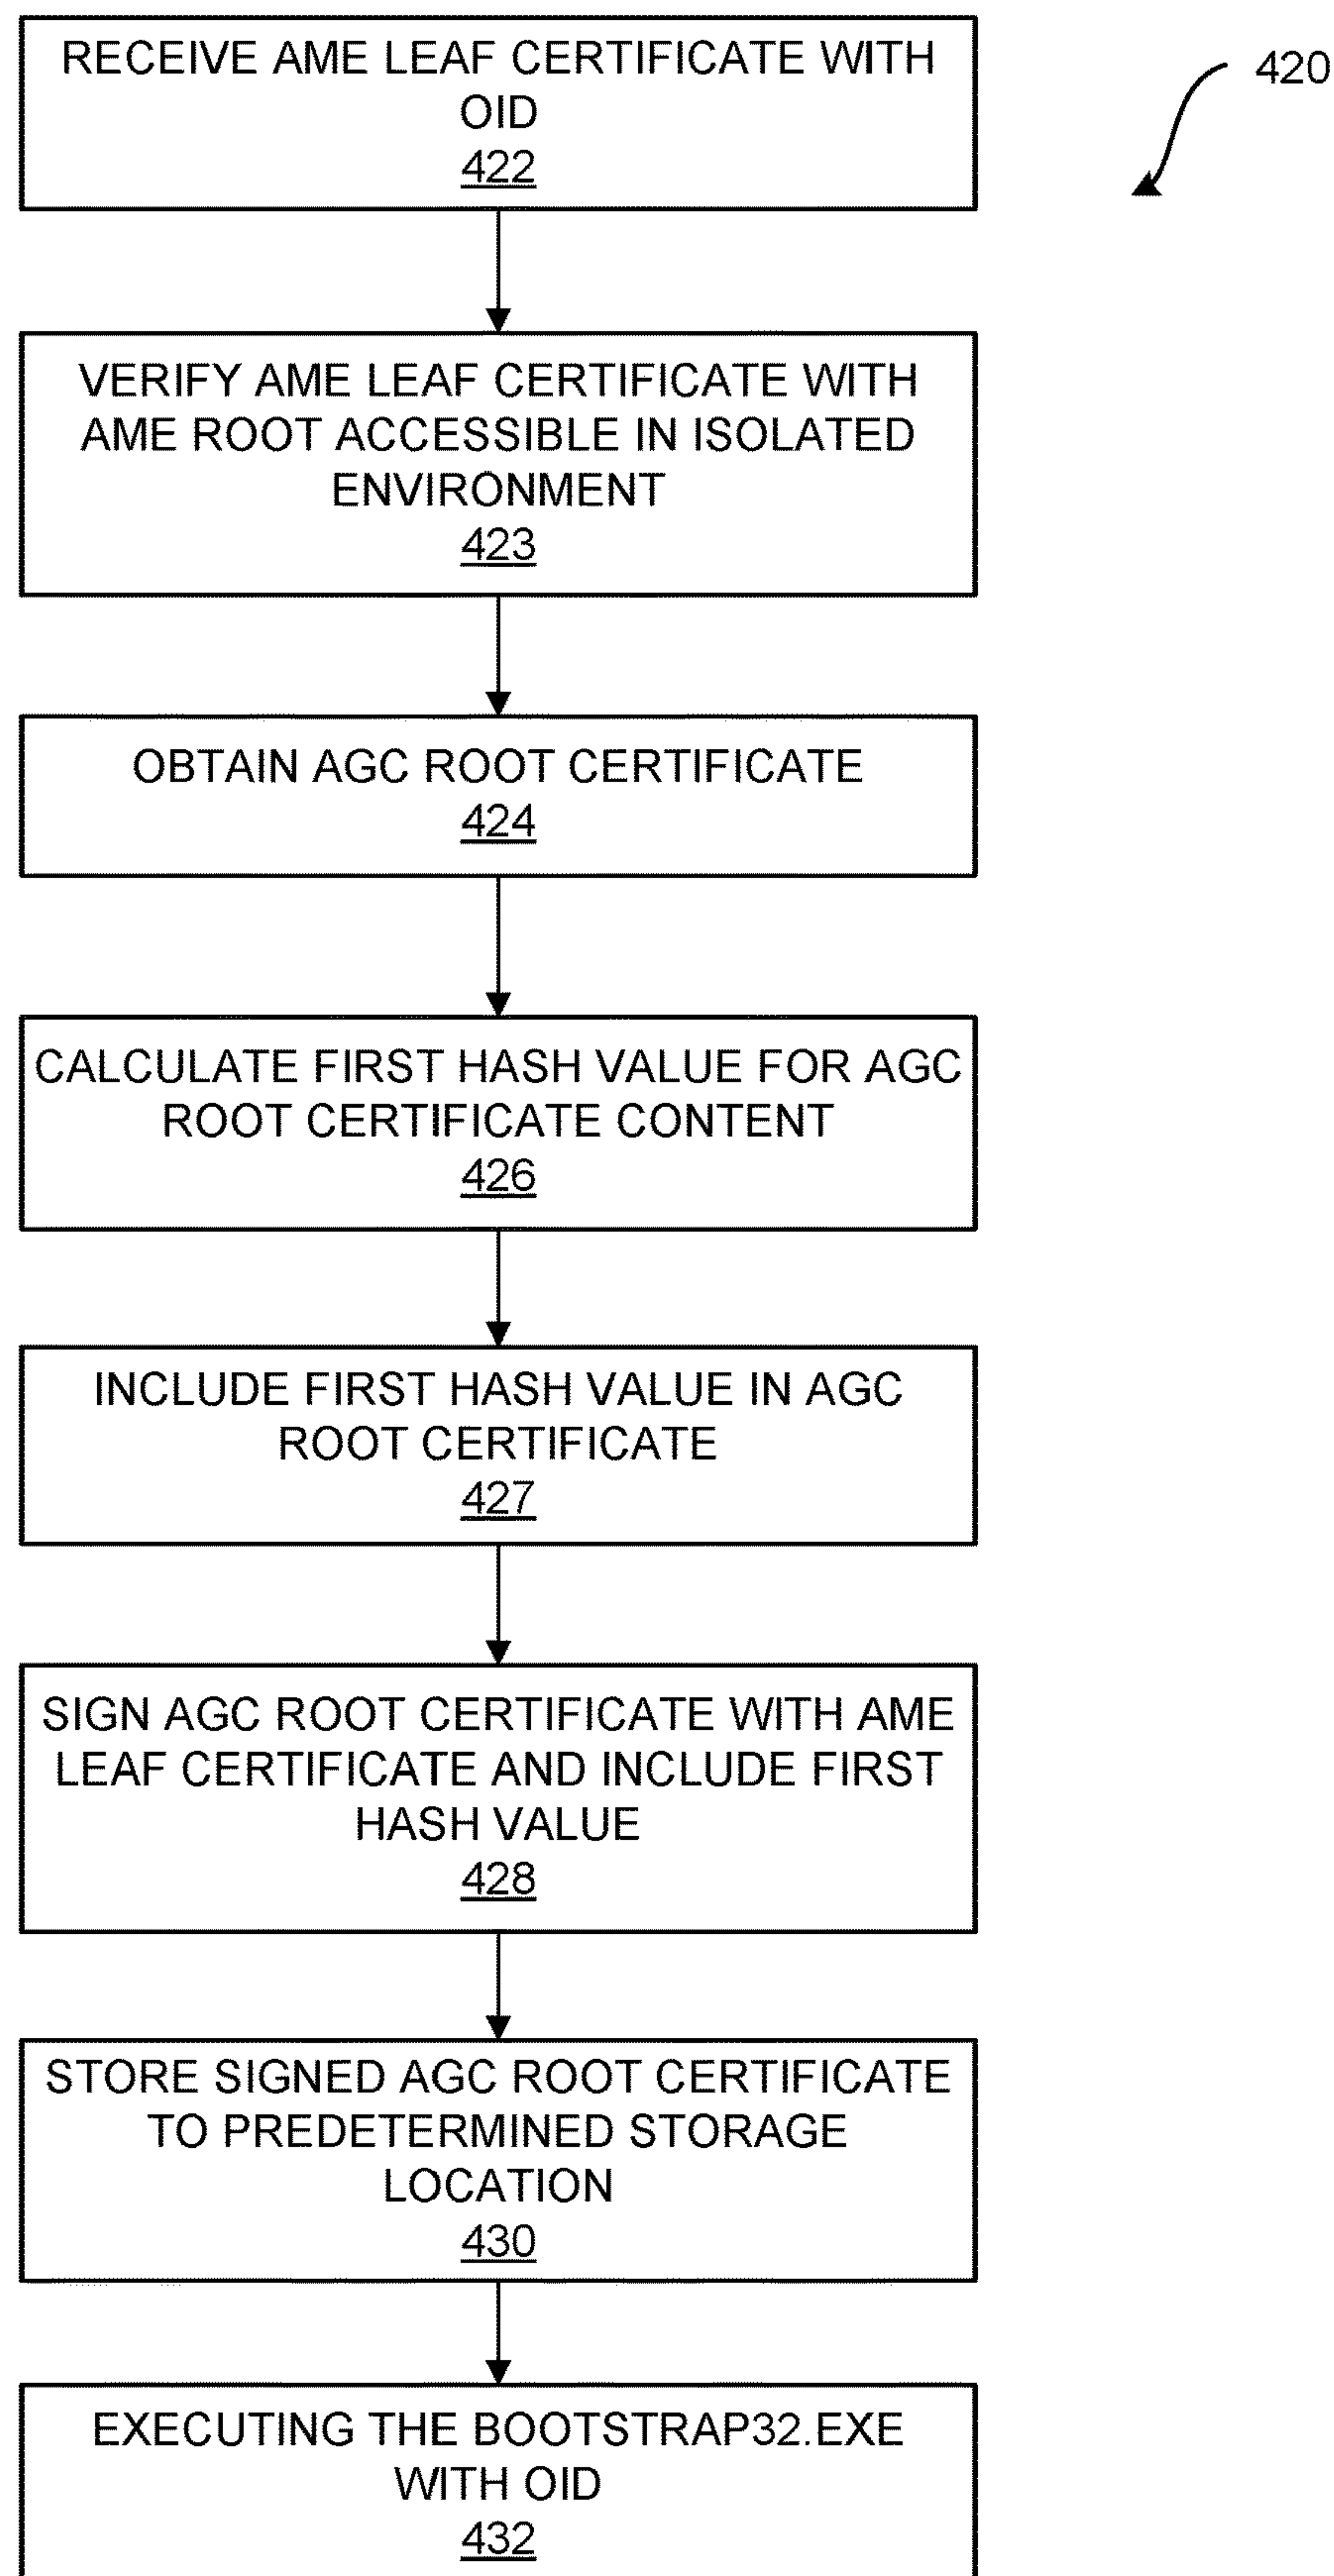 RECEIVE AME LEAF CERTIFICATE WITH
OID
422
420
VERIFY AME LEAF CERTIFICATE WITH
AME ROOT ACCESSIBLE IN ISOLATED
ENVIRONMENT
423
OBTAIN AGC ROOT CERTIFICATE
424
CALCULATE FIRST HASH VALUE FOR AGC
ROOT CERTIFICATE CONTENT
426
INCLUDE FIRST HASH VALUE IN AGC
ROOT CERTIFICATE
427
SIGN AGC ROOT CERTIFICATE WITH AME
LEAF CERTIFICATE AND INCLUDE FIRST
HASH VALUE
428
STORE SIGNED AGC ROOT CERTIFICATE
TO PREDETERMINED STORAGE
LOCATION
430
EXECUTING THE BOOTSTRAP32.EXE
WITH OID
432